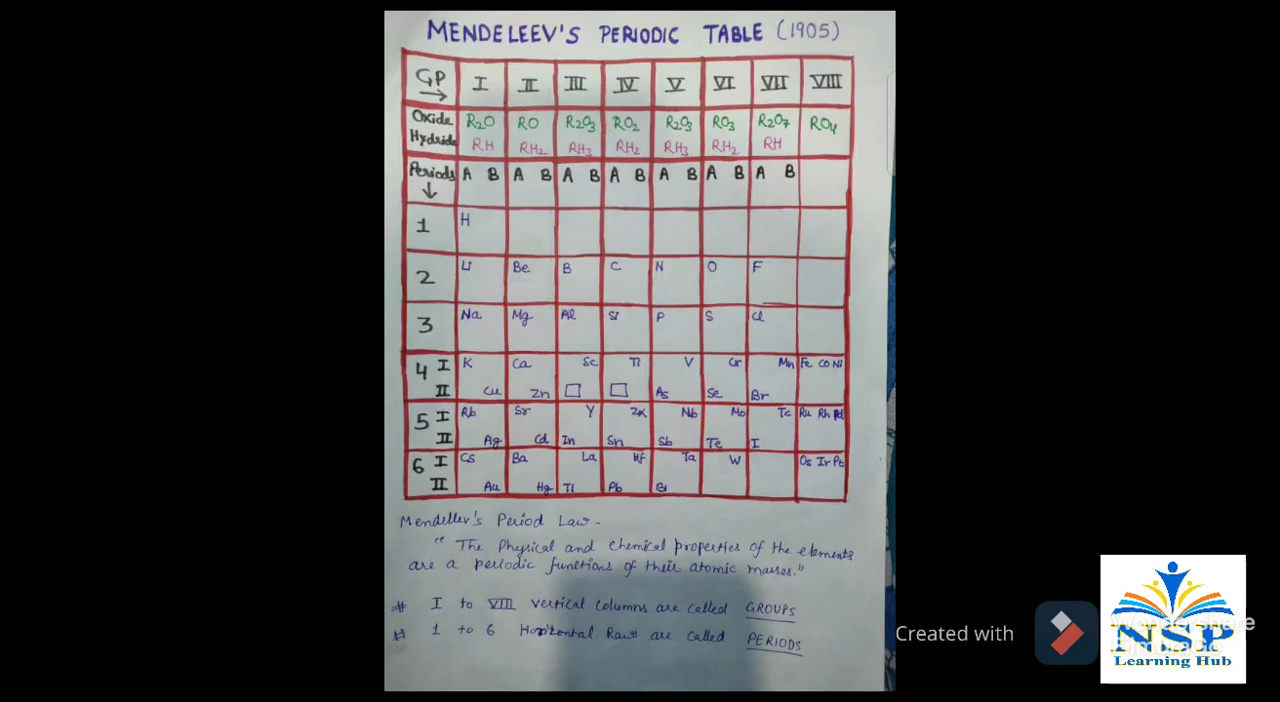 MENDELEEV'S PERIODIC TABLE (1905)
GP → I II III IV V VI VII VIII
Oxide R2O RO R2O3 RO2 R2O3 RO3 R2O7 RO4
Hydride RH RH2 RH3 RH2 RH3 RH2 RH
Periods ↓ A B A B A B A B A B A B A B
1 H
2 Li Be B C N O F
3 Na Mg Al Si P S Cl
4 I K Ca Sc Ti V Cr Mn Fe CO Ni
II Cu Zn □ □ As Se Br
5 I Rb Sr Y Zr Nb Mo Tc Ru Rh Pd
II Ag Cd In Sn Sb Te I
6 I Cs Ba La Hf Ta W Os Ir Pt
II Au Hg Tl Pb Bi
Mendellev's Period Law -
"The Physical and chemical properties of the elements
are a periodic functions of their atomic masses."
# I to VIII vertical columns are called GROUPS
# 1 to 6 Horizontal Raws are called PERIODS
Created with Wondershare
Filmora
NSP
Learning Hub